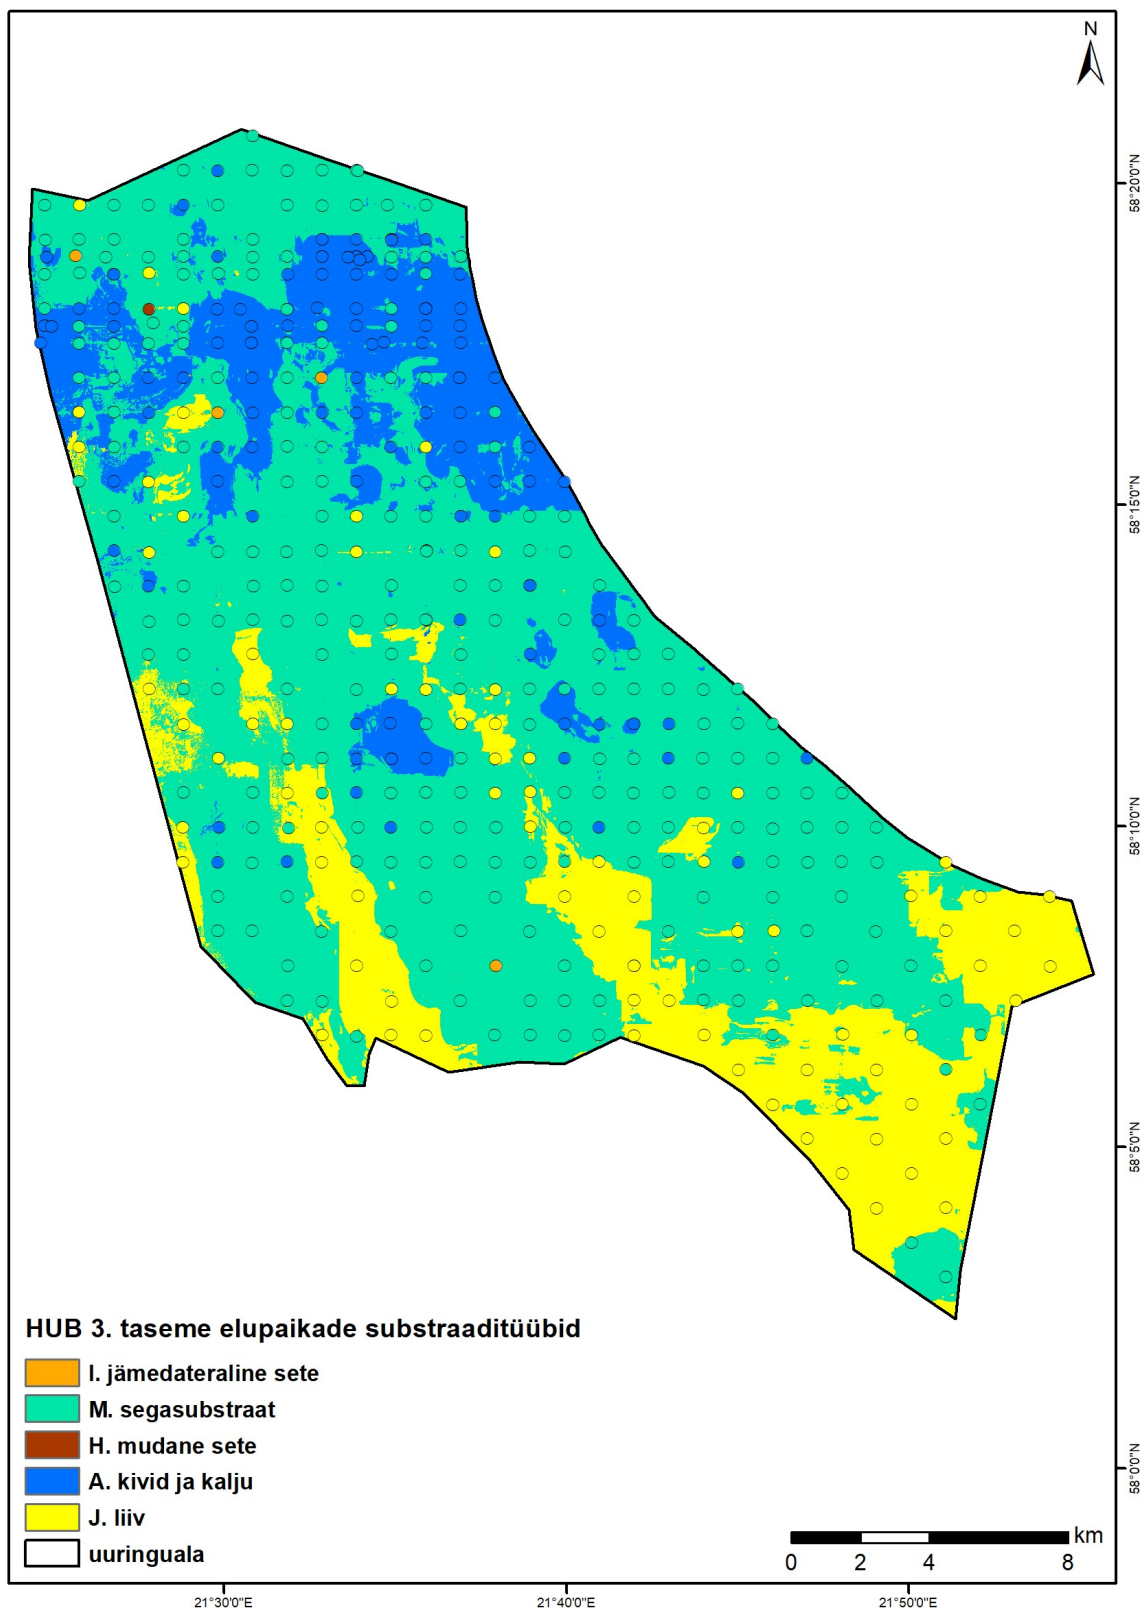 N
58°20'0"N
58°15'0"N
58°10'0"N
58°5'0"N
58°0'0"N
HUB 3. taseme elupaikade substraaditüübid
I. jämedateraline sete
M. segasubstraat
H. mudane sete
A. kivid ja kalju
J. liiv
uuringuala
km
0 2 4 8
21°30'0"E 21°40'0"E 21°50'0"E